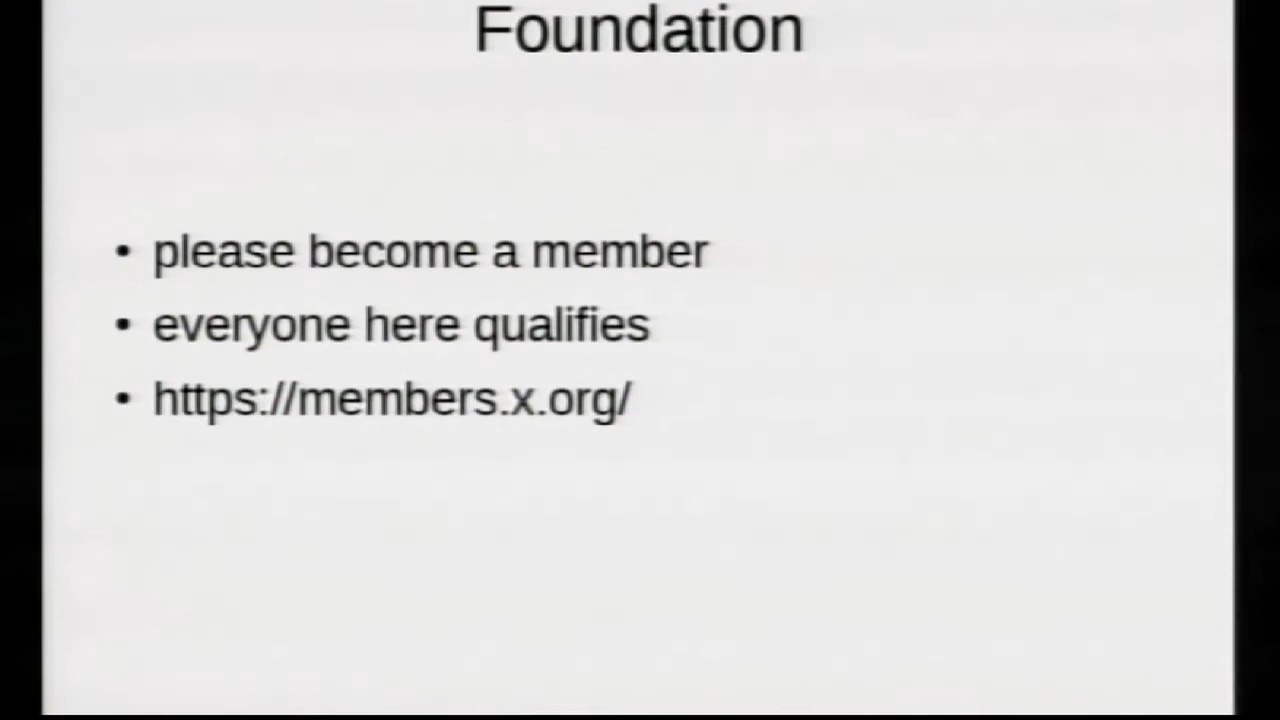 Foundation
• please become a member
• everyone here qualifies
• https://members.x.org/